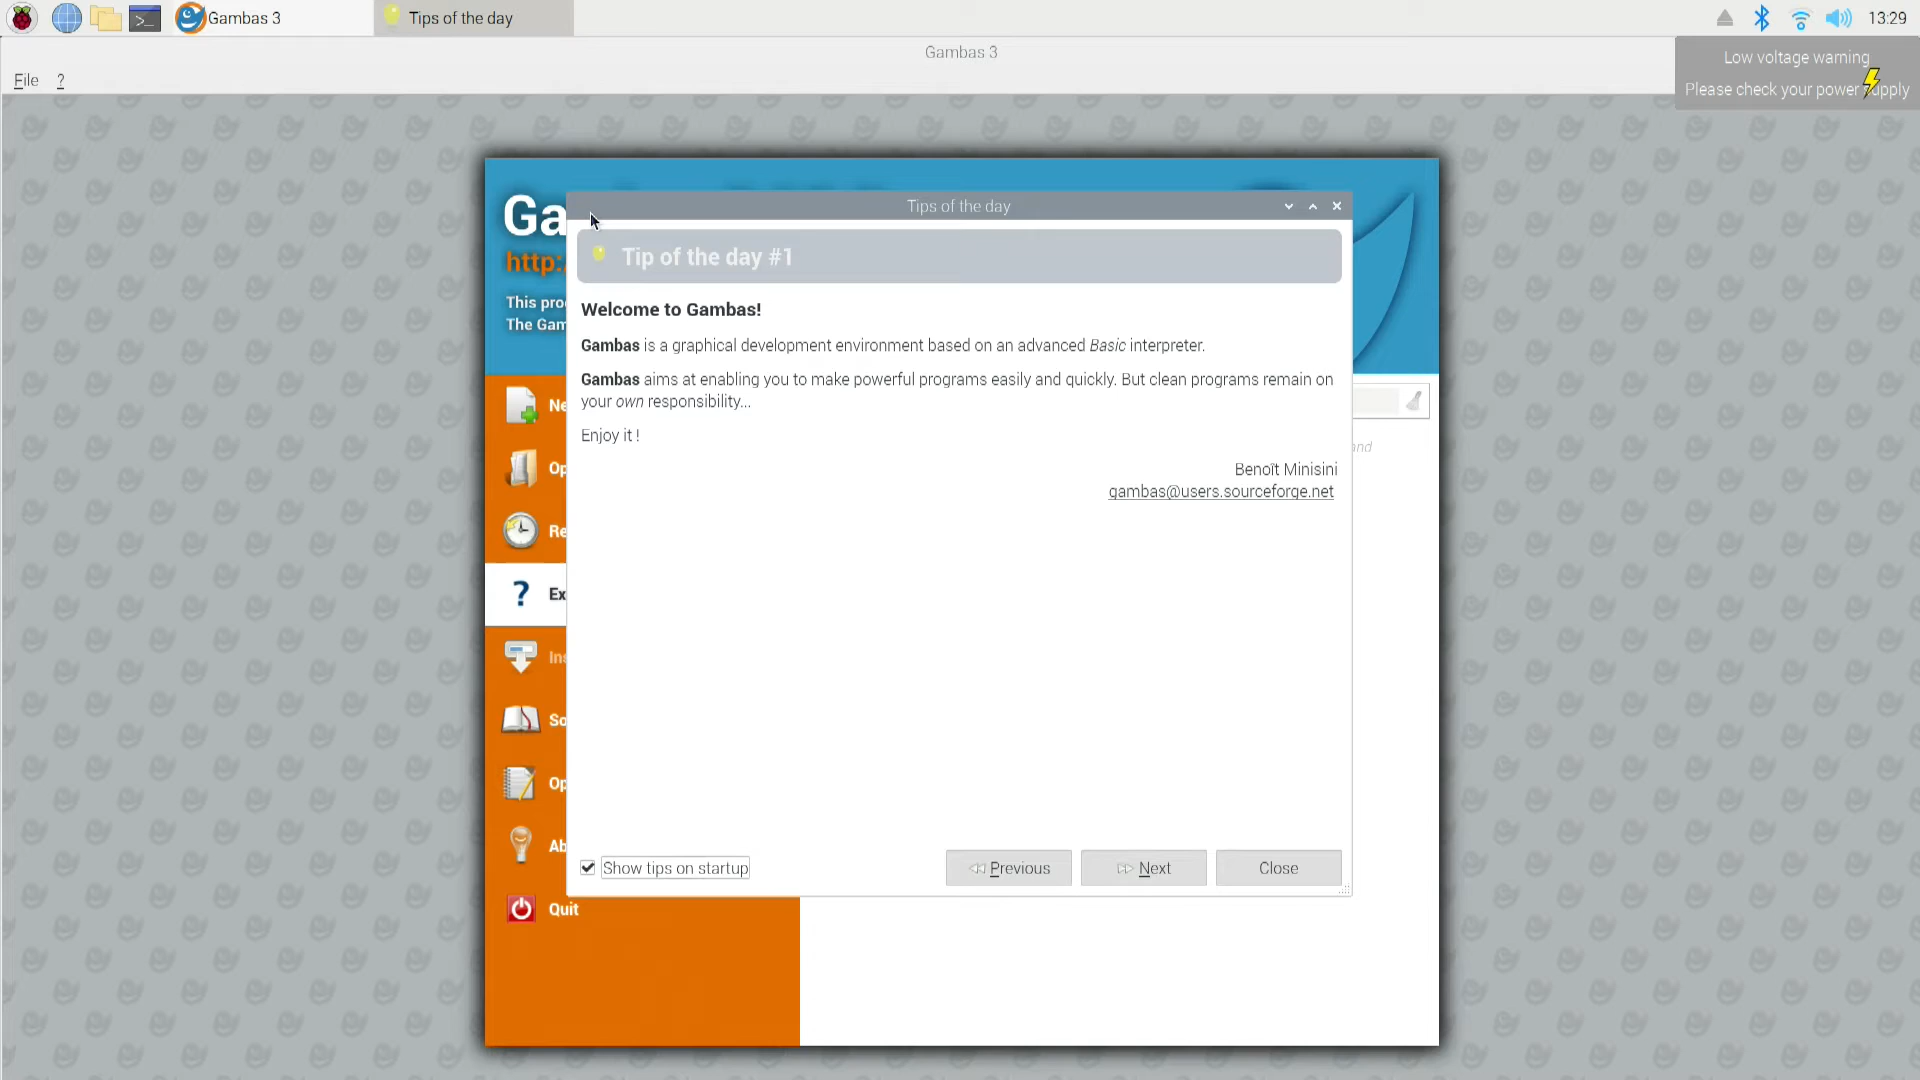 Gambas 3
Tips of the day
13:29
Gambas 3
Low voltage warning
Please check your power supply
File
?
Tips of the day
Tip of the day #1
Welcome to Gambas!
Gambas is a graphical development environment based on an advanced Basic interpreter.
Gambas aims at enabling you to make powerful programs easily and quickly. But clean programs remain on
your own responsibility...
Enjoy it !
Benoît Minisini
gambas@users.sourceforge.net
Show tips on startup
Previous
Next
Close
Ga
http:
This pro
The Gam
Ne
Op
Re
Ex
Ins
So
Op
Ab
Quit